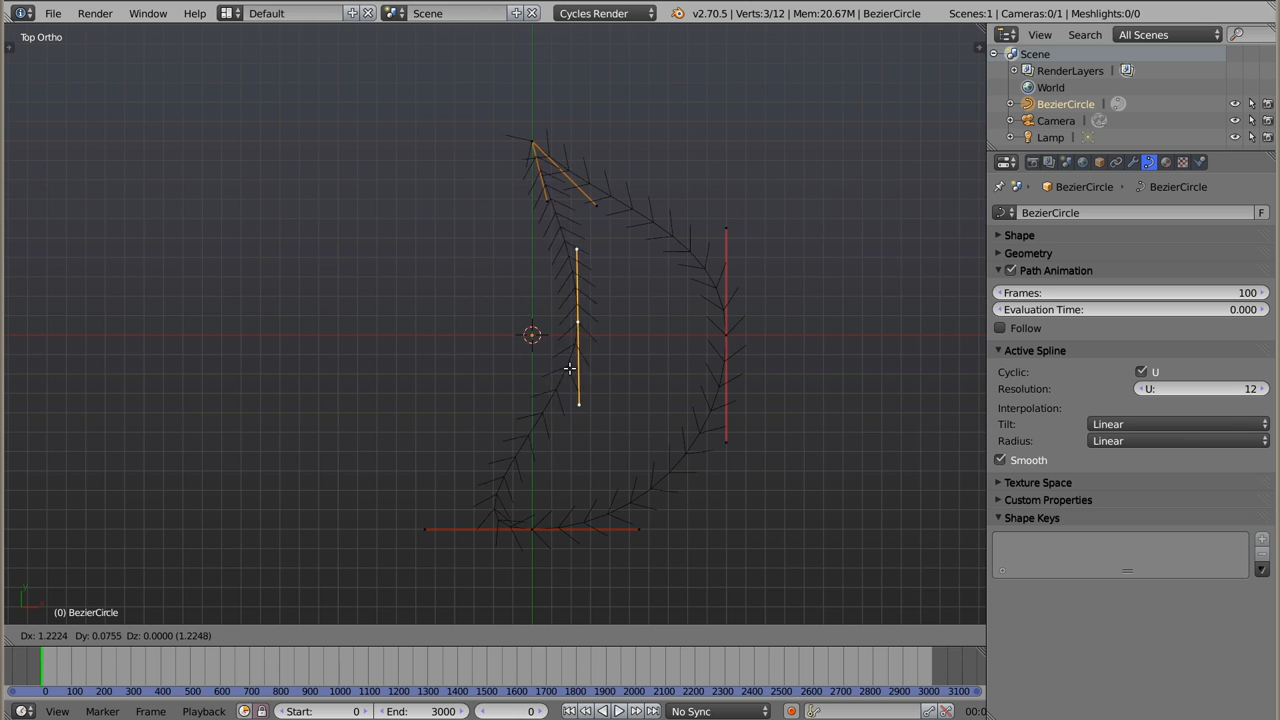 File Render Window Help Default Scene Cycles Render v2.70.5 | Verts:3/12 | Mem:20.67M | BezierCircle Scenes:1 | Cameras:0/1 | Meshlights:0/0
Top Ortho
View Search All Scenes
Scene
RenderLayers
World
BezierCircle
Camera
Lamp
BezierCircle BezierCircle
BezierCircle F
Shape
Geometry
Path Animation
Frames: 100
Evaluation Time: 0.000
Follow
Active Spline
Cyclic: U
Resolution: U: 12
Interpolation:
Tilt: Linear
Radius: Linear
Smooth
Texture Space
Custom Properties
Shape Keys
(0) BezierCircle
Dx: 1.2224 Dy: 0.0755 Dz: 0.0000 (1.2248)
0 100 200 300 400 500 600 700 800 900 1000 1100 1200 1300 1400 1500 1600 1700 1800 1900 2000 2100 2200 2300 2400 2500 2600 2700 2800 2900 3000 3100
View Marker Frame Playback Start: 0 End: 3000 0 No Sync 00:0